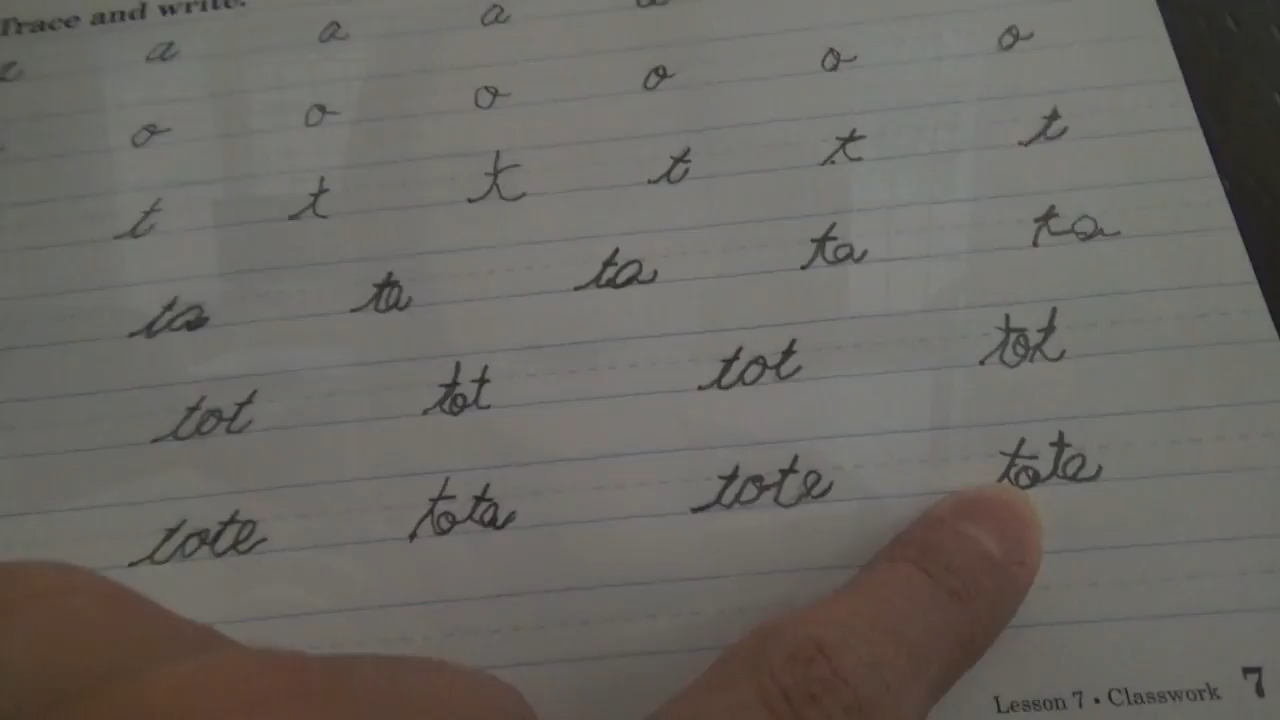 Trace and write.
a a a
o o o o o o
t t t t t t
ta ta ta ta ta
tot tot tot tot
tote tota tote tote
Lesson 7 • Classwork 7